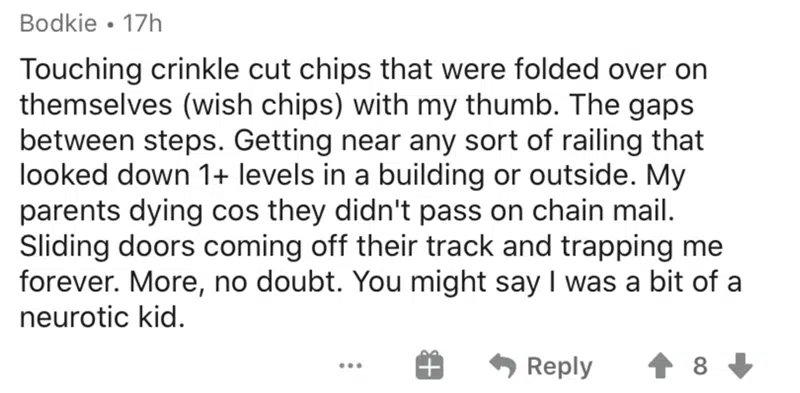 Bodkie • 17h
Touching crinkle cut chips that were folded over on
themselves (wish chips) with my thumb. The gaps
between steps. Getting near any sort of railing that
looked down 1+ levels in a building or outside. My
parents dying cos they didn't pass on chain mail.
Sliding doors coming off their track and trapping me
forever. More, no doubt. You might say I was a bit of a
neurotic kid.
Reply 8